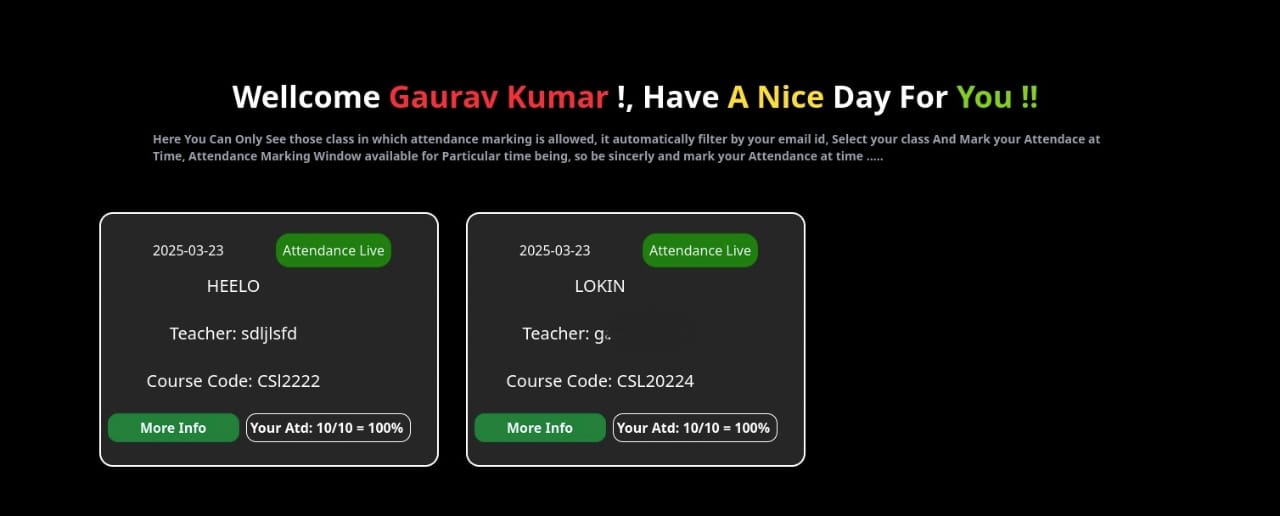 Wellcome Gaurav Kumar !, Have A Nice Day For You !!
Here You Can Only See those class in which attendance marking is allowed, it automatically filter by your email id, Select your class And Mark your Attendace at
Time, Attendance Marking Window available for Particular time being, so be sincerly and mark your Attendance at time .....
2025-03-23 Attendance Live
HEELO
Teacher: sdljlsfd
Course Code: CSl2222
More Info Your Atd: 10/10 = 100%
2025-03-23 Attendance Live
LOKIN
Teacher:
Course Code: CSL20224
More Info Your Atd: 10/10 = 100%